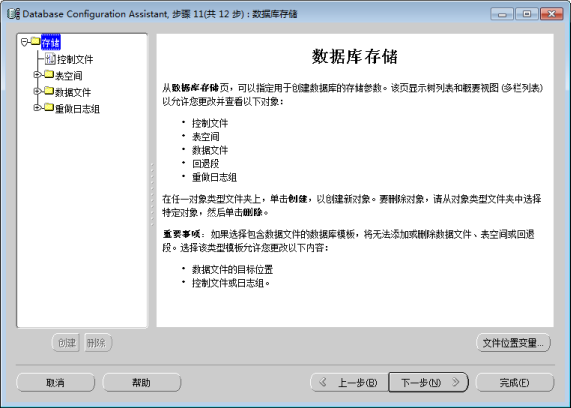 Database Configuration Assistant, 步骤 11(共 12 步) : 数据库存储
存储
控制文件
表空间
数据文件
重做日志组
数据库存储
从数据库存储页，可以指定用于创建数据库的存储参数。该页显示树列表和概要视图 (多栏列表)
以允许您更改并查看以下对象：
• 控制文件
• 表空间
• 数据文件
• 回退段
• 重做日志组
在任一对象类型文件夹上，单击创建，以创建新对象。要删除对象，请从对象类型文件夹中选择
特定对象，然后单击删除。
重要事项：如果选择包含数据文件的数据库模板，将无法添加或删除数据文件、表空间或回退
段。选择该类型模板允许您更改以下内容：
• 数据文件的目标位置
• 控制文件或日志组。
创建 删除 文件位置变量...
取消 帮助 上一步(B) 下一步(N) 完成(F)